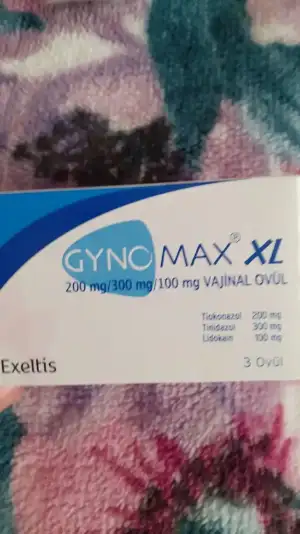 GYNOMAX® XL
200 mg/300 mg/100 mg VAJİNAL OVÜL
Tiokonazol 200 mg
Tinidazol 300 mg
Lidokain 100 mg
Exeltis
3 Ovül